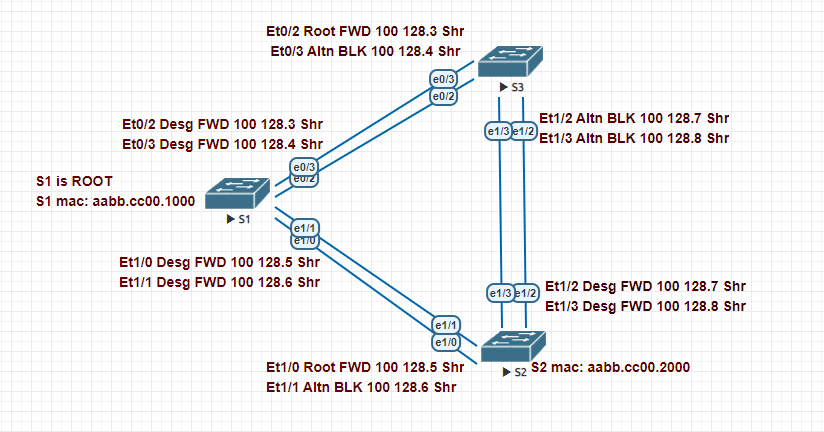 Et0/2 Root FWD 100 128.3 Shr
Et0/3 Altn BLK 100 128.4 Shr
e0/3
e0/2
S3
Et0/2 Desg FWD 100 128.3 Shr
Et0/3 Desg FWD 100 128.4 Shr
Et1/2 Altn BLK 100 128.7 Shr
Et1/3 Altn BLK 100 128.8 Shr
e1/3
e1/2
e0/3
e0/2
S1 is ROOT
S1 mac: aabb.cc00.1000
S1
e1/1
e1/0
Et1/0 Desg FWD 100 128.5 Shr
Et1/1 Desg FWD 100 128.6 Shr
e1/3
e1/2
Et1/2 Desg FWD 100 128.7 Shr
Et1/3 Desg FWD 100 128.8 Shr
e1/1
e1/0
Et1/0 Root FWD 100 128.5 Shr
Et1/1 Altn BLK 100 128.6 Shr
S2
S2 mac: aabb.cc00.2000